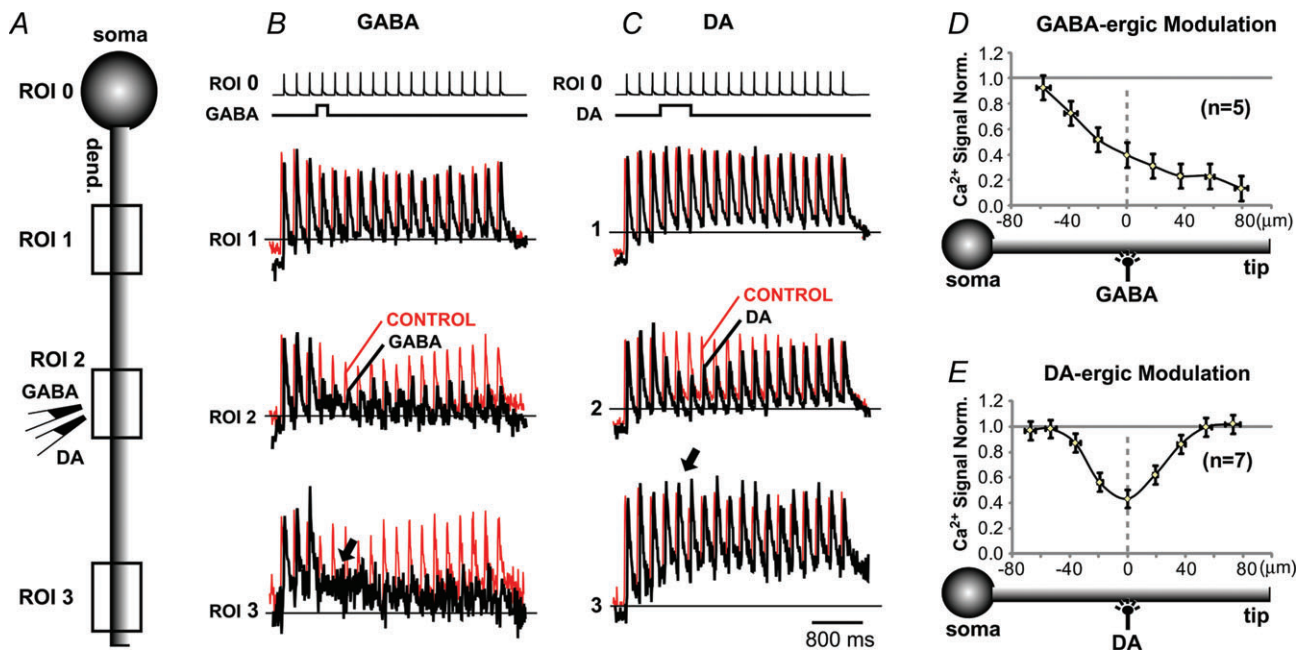 A
soma
ROI 0
dend.
ROI 1
ROI 2
GABA
DA
ROI 3
B
GABA
ROI 0
GABA
ROI 1
CONTROL
GABA
ROI 2
ROI 3
C
DA
ROI 0
DA
1
CONTROL
DA
2
3
800 ms
D
GABA-ergic Modulation
Ca²⁺ Signal Norm.
1.2
1.0
0.8
0.6
0.4
0.2
0.0
(n=5)
-80 -40 0 40 80 (μm)
soma
GABA
tip
E
DA-ergic Modulation
Ca²⁺ Signal Norm.
1.2
1.0
0.8
0.6
0.4
0.2
0.0
(n=7)
-80 -40 0 40 80 (μm)
soma
DA
tip